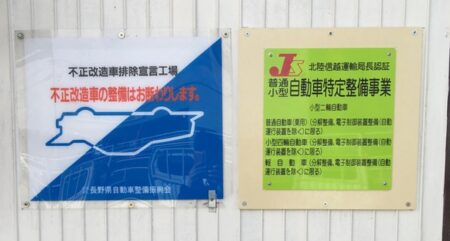 不正改造車排除宣言工場
不正改造車の整備はお断わりします。
長野県自動車整備振興会
北陸信越運輸局長認証
普通
小型
自動車特定整備事業
小型二輪自動車
普通自動車(乗用)(分解整備、電子制御装置整備(自動
運行装置を除く)に限る)
小型四輪自動車(分解整備、電子制御装置整備(自動
運行装置を除く)に限る)
軽自動車(分解整備、電子制御装置整備(自動
運行装置を除く)に限る)